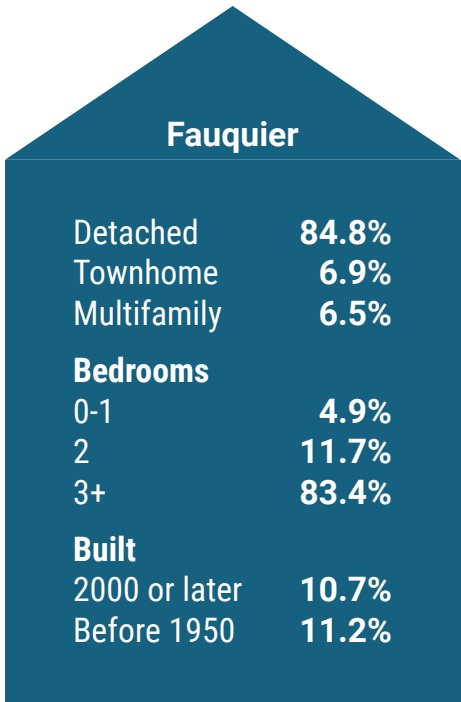 Fauquier
Detached 84.8%
Townhome 6.9%
Multifamily 6.5%
Bedrooms
0-1 4.9%
2 11.7%
3+ 83.4%
Built
2000 or later 10.7%
Before 1950 11.2%